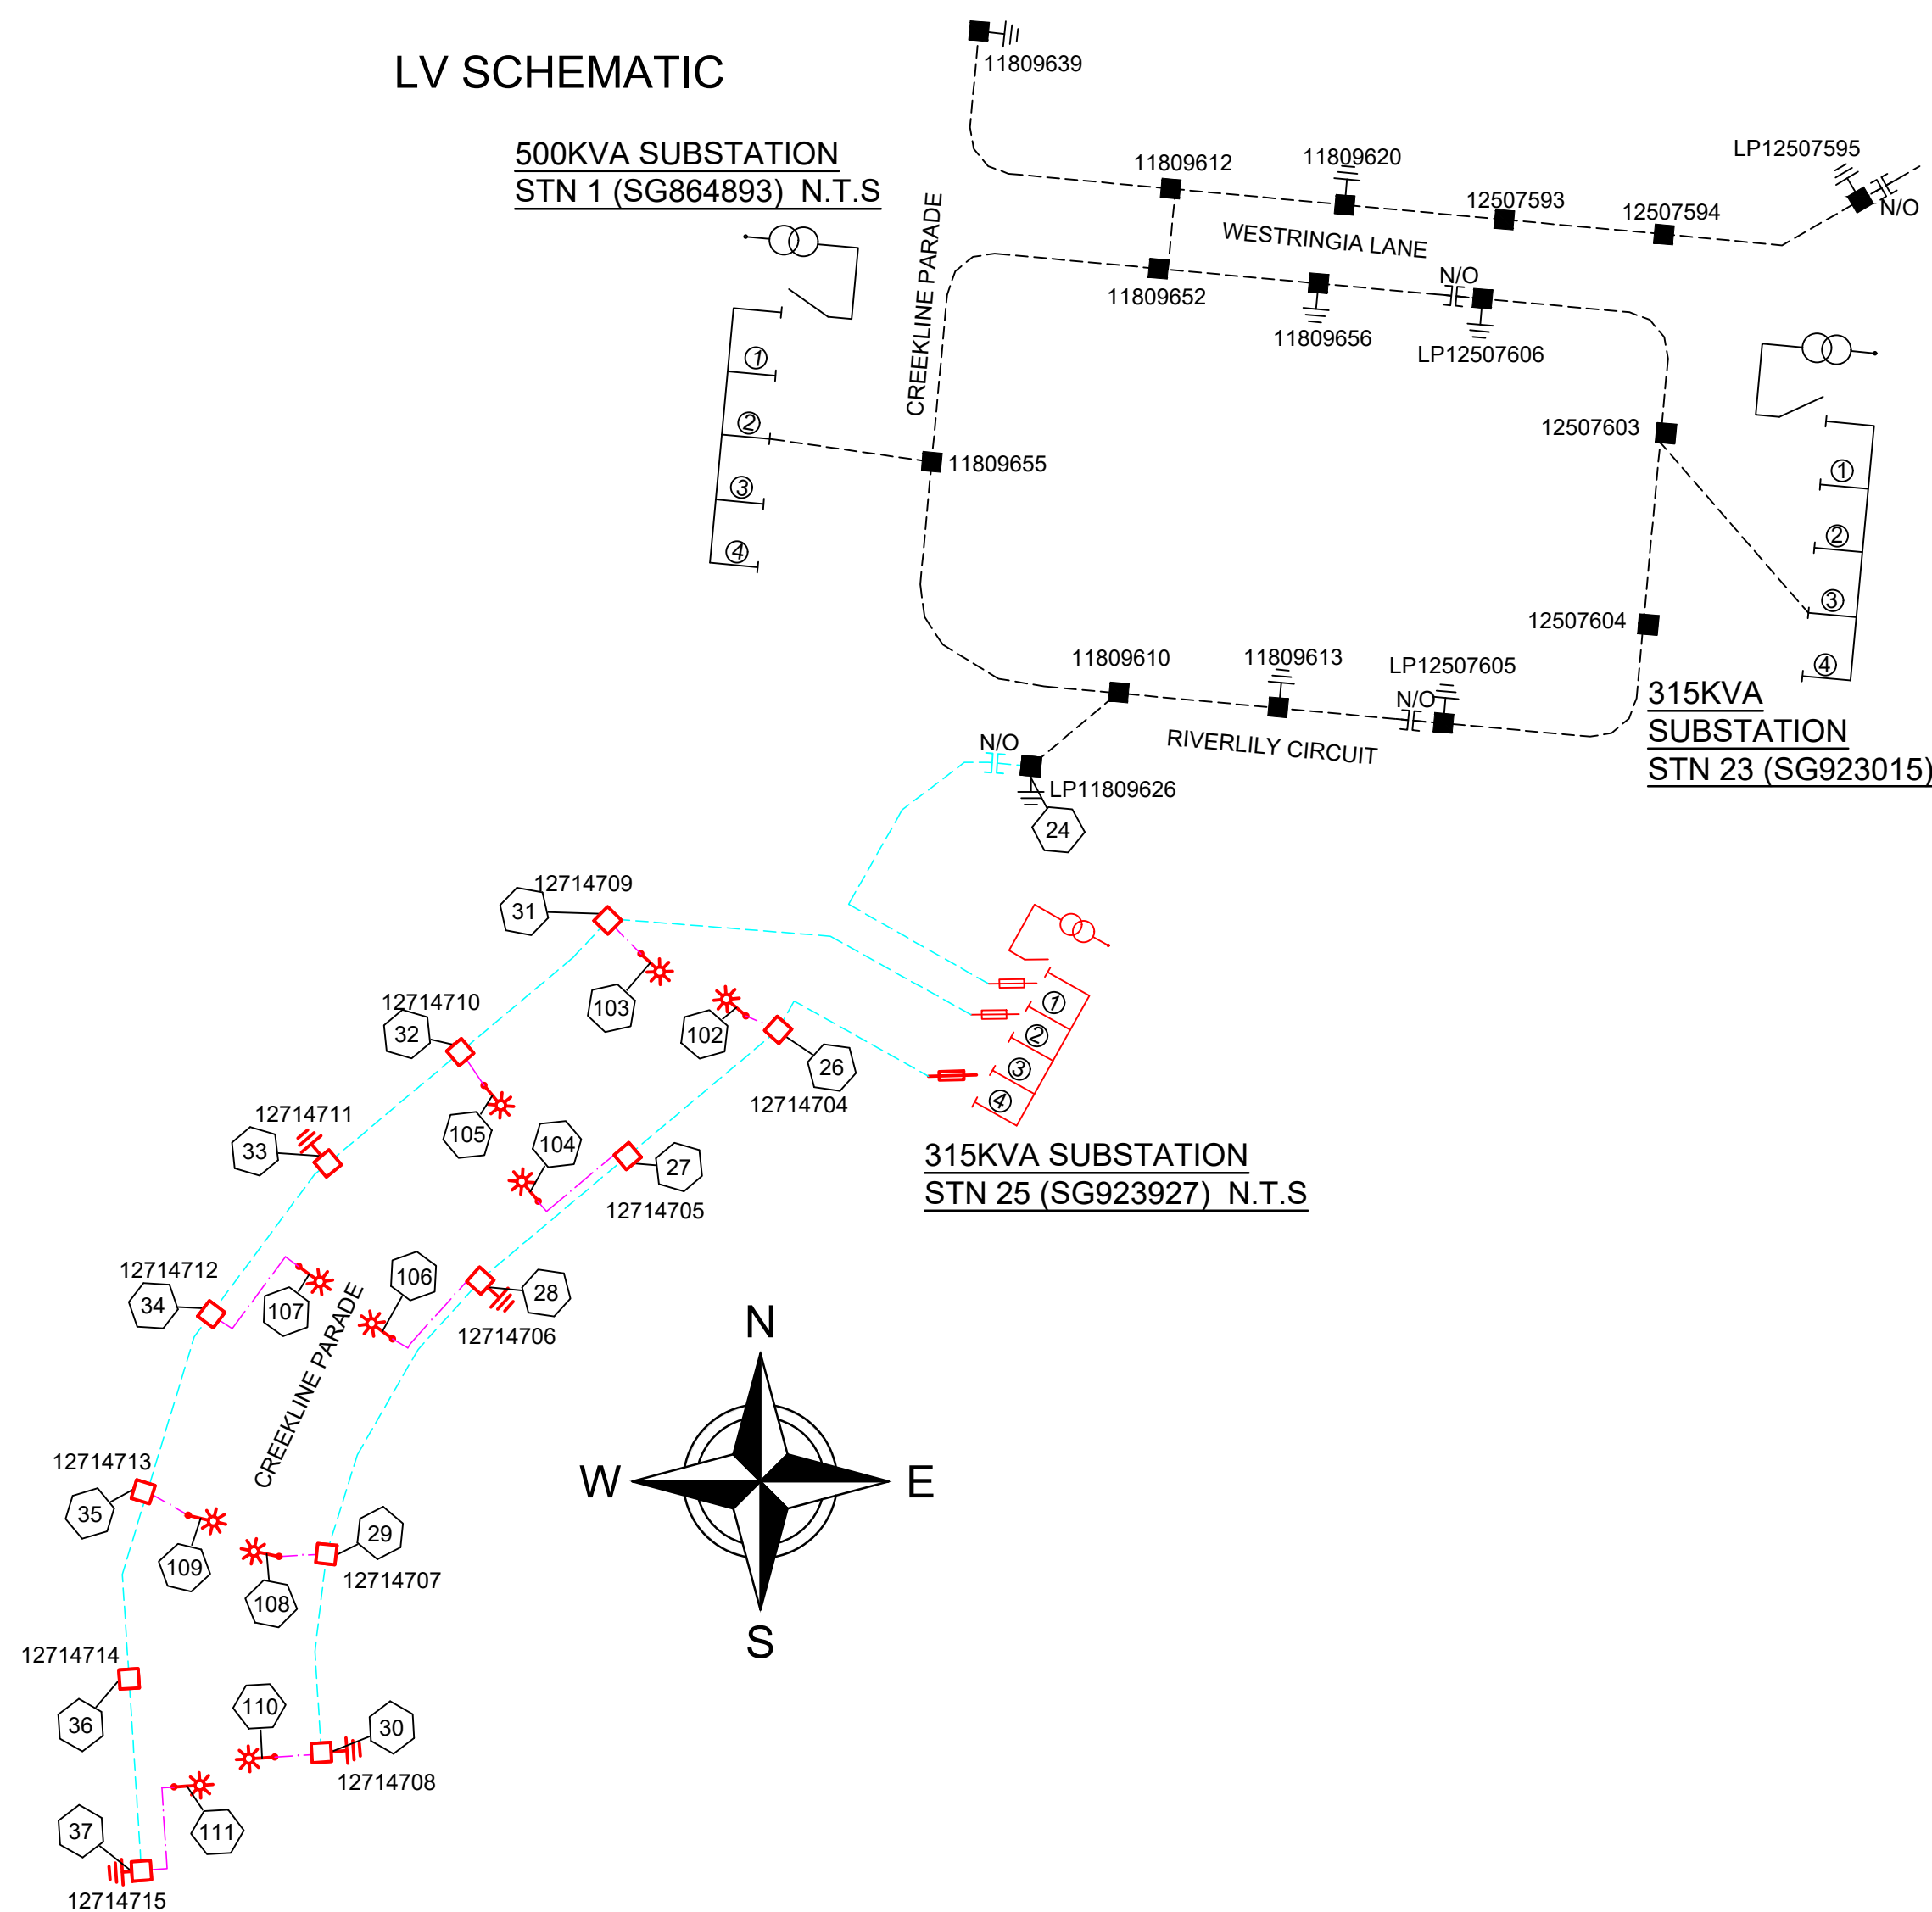 LV SCHEMATIC
11809639
500KVA SUBSTATION
STN 1 (SG864893) N.T.S
11809612
11809620
12507593
12507594
LP12507595
N/O
WESTRINGIA LANE
CREEKLINE PARADE
11809652
11809656
N/O
LP12507606
1
2
3
4
11809655
12507603
12507604
1
2
3
4
315KVA
SUBSTATION
STN 23 (SG923015)
11809610
11809613
LP12507605
N/O
RIVERLILY CIRCUIT
N/O
LP11809626
24
12714709
31
103
102
26
12714704
1
2
3
4
315KVA SUBSTATION
STN 25 (SG923927) N.T.S
12714710
32
105
12714711
33
104
27
12714705
12714712
34
107
106
28
12714706
CREEKLINE PARADE
N
W
E
S
12714713
35
109
108
29
12714707
12714714
36
110
30
12714708
37
111
12714715